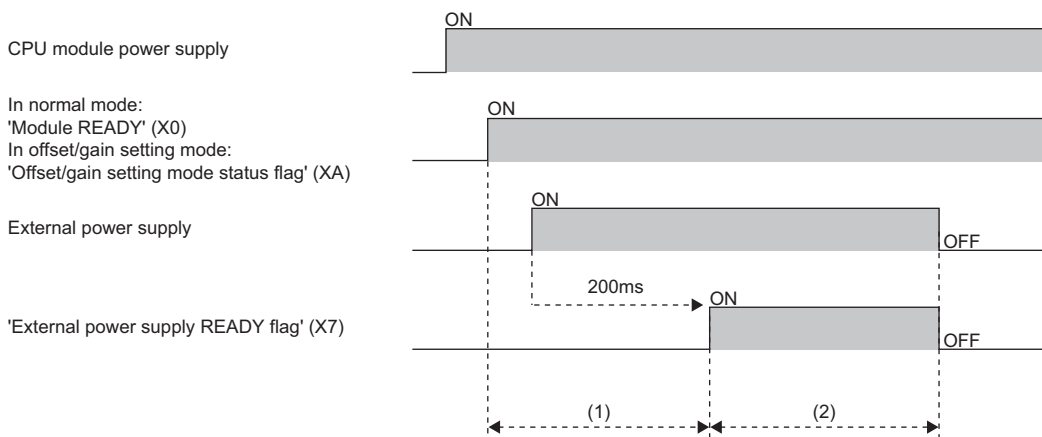 ON
CPU module power supply
In normal mode:
'Module READY' (X0)
In offset/gain setting mode:
'Offset/gain setting mode status flag' (XA)
ON
External power supply
ON
OFF
200ms
'External power supply READY flag' (X7)
ON
OFF
(1)
(2)